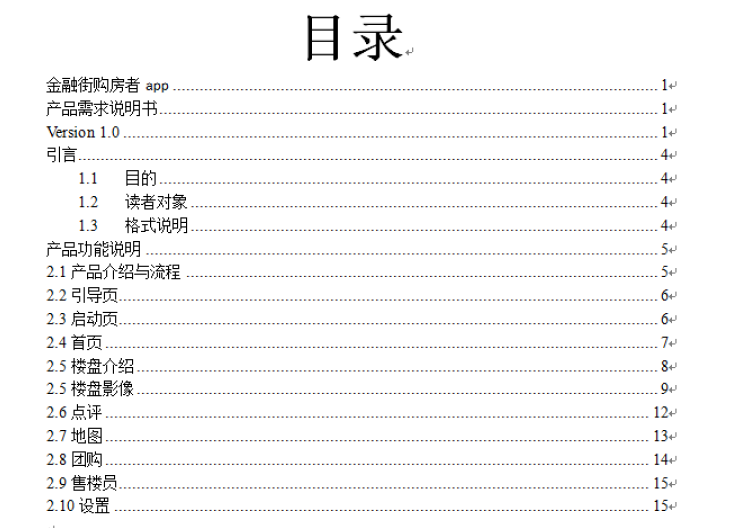 目录
金融街购房者 app ........ 1
产品需求说明书 ........ 1
Version 1.0 ........ 1
引言 ........ 4
1.1 目的 ........ 4
1.2 读者对象 ........ 4
1.3 格式说明 ........ 4
产品功能说明 ........ 5
2.1 产品介绍与流程 ........ 5
2.2 引导页 ........ 6
2.3 启动页 ........ 6
2.4 首页 ........ 7
2.5 楼盘介绍 ........ 8
2.5 楼盘影像 ........ 9
2.6 点评 ........ 12
2.7 地图 ........ 13
2.8 团购 ........ 14
2.9 售楼员 ........ 15
2.10 设置 ........ 15